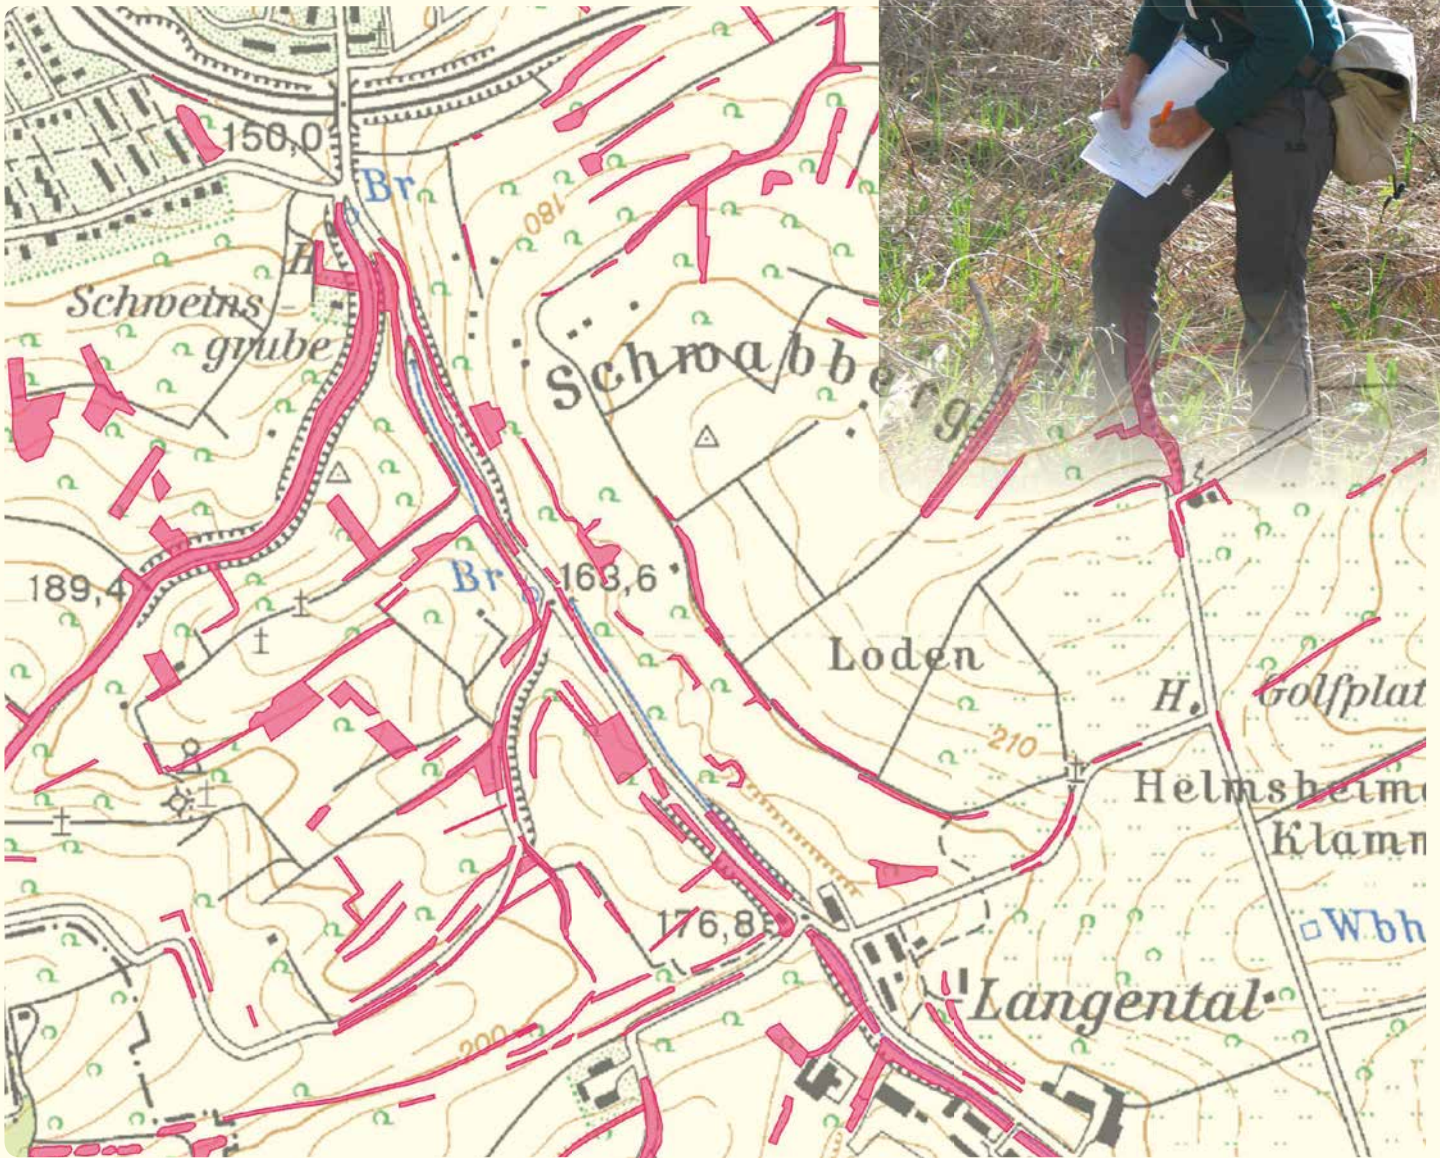 150,0
Br
180
H
Schweins-
grube
Schwabberg
189,4
Br
163,6
Loden
H.
Golfplat
210
Helmsheime
Klamm
176,8
Wbh
Langental
200